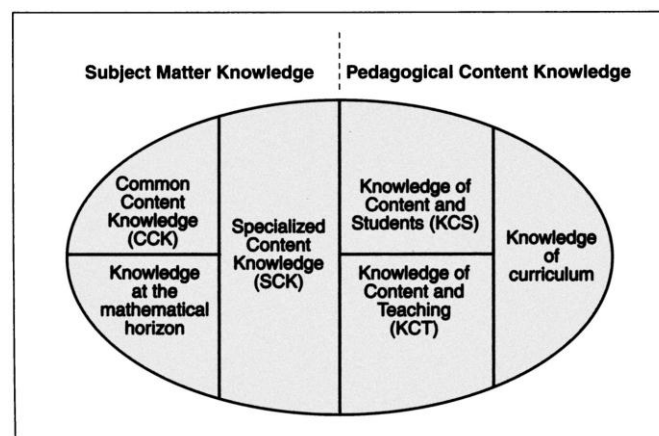 Subject Matter Knowledge
Pedagogical Content Knowledge
Common
Content
Knowledge
(CCK)
Knowledge
at the
mathematical
horizon
Specialized
Content
Knowledge
(SCK)
Knowledge of
Content and
Students (KCS)
Knowledge of
Content and
Teaching
(KCT)
Knowledge
of
curriculum